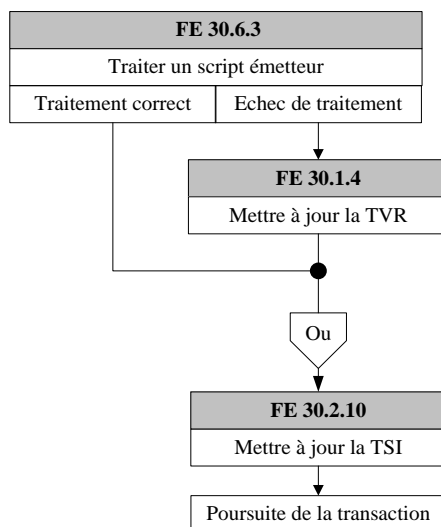 FE 30.6.3
Traiter un script émetteur
Traitement correct
Echec de traitement
FE 30.1.4
Mettre à jour la TVR
Ou
FE 30.2.10
Mettre à jour la TSI
Poursuite de la transaction